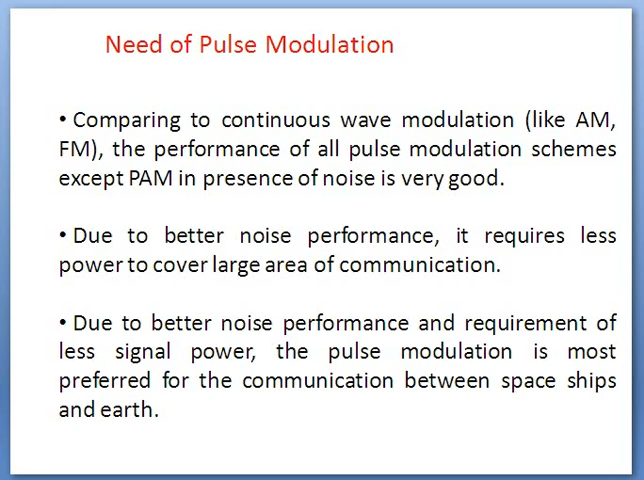 Need of Pulse Modulation
• Comparing to continuous wave modulation (like AM,
FM), the performance of all pulse modulation schemes
except PAM in presence of noise is very good.
• Due to better noise performance, it requires less
power to cover large area of communication.
• Due to better noise performance and requirement of
less signal power, the pulse modulation is most
preferred for the communication between space ships
and earth.